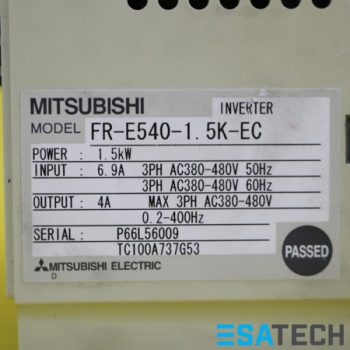 MITSUBISHI INVERTER
MODEL FR-E540-1.5K-EC
POWER : 1.5kW
INPUT : 6.9A 3PH AC380-480V 50Hz
3PH AC380-480V 60Hz
OUTPUT : 4A MAX 3PH AC380-480V
0.2-400Hz
SERIAL : P66L56009
TC100A737G53
PASSED
MITSUBISHI ELECTRIC
D
ESATECH